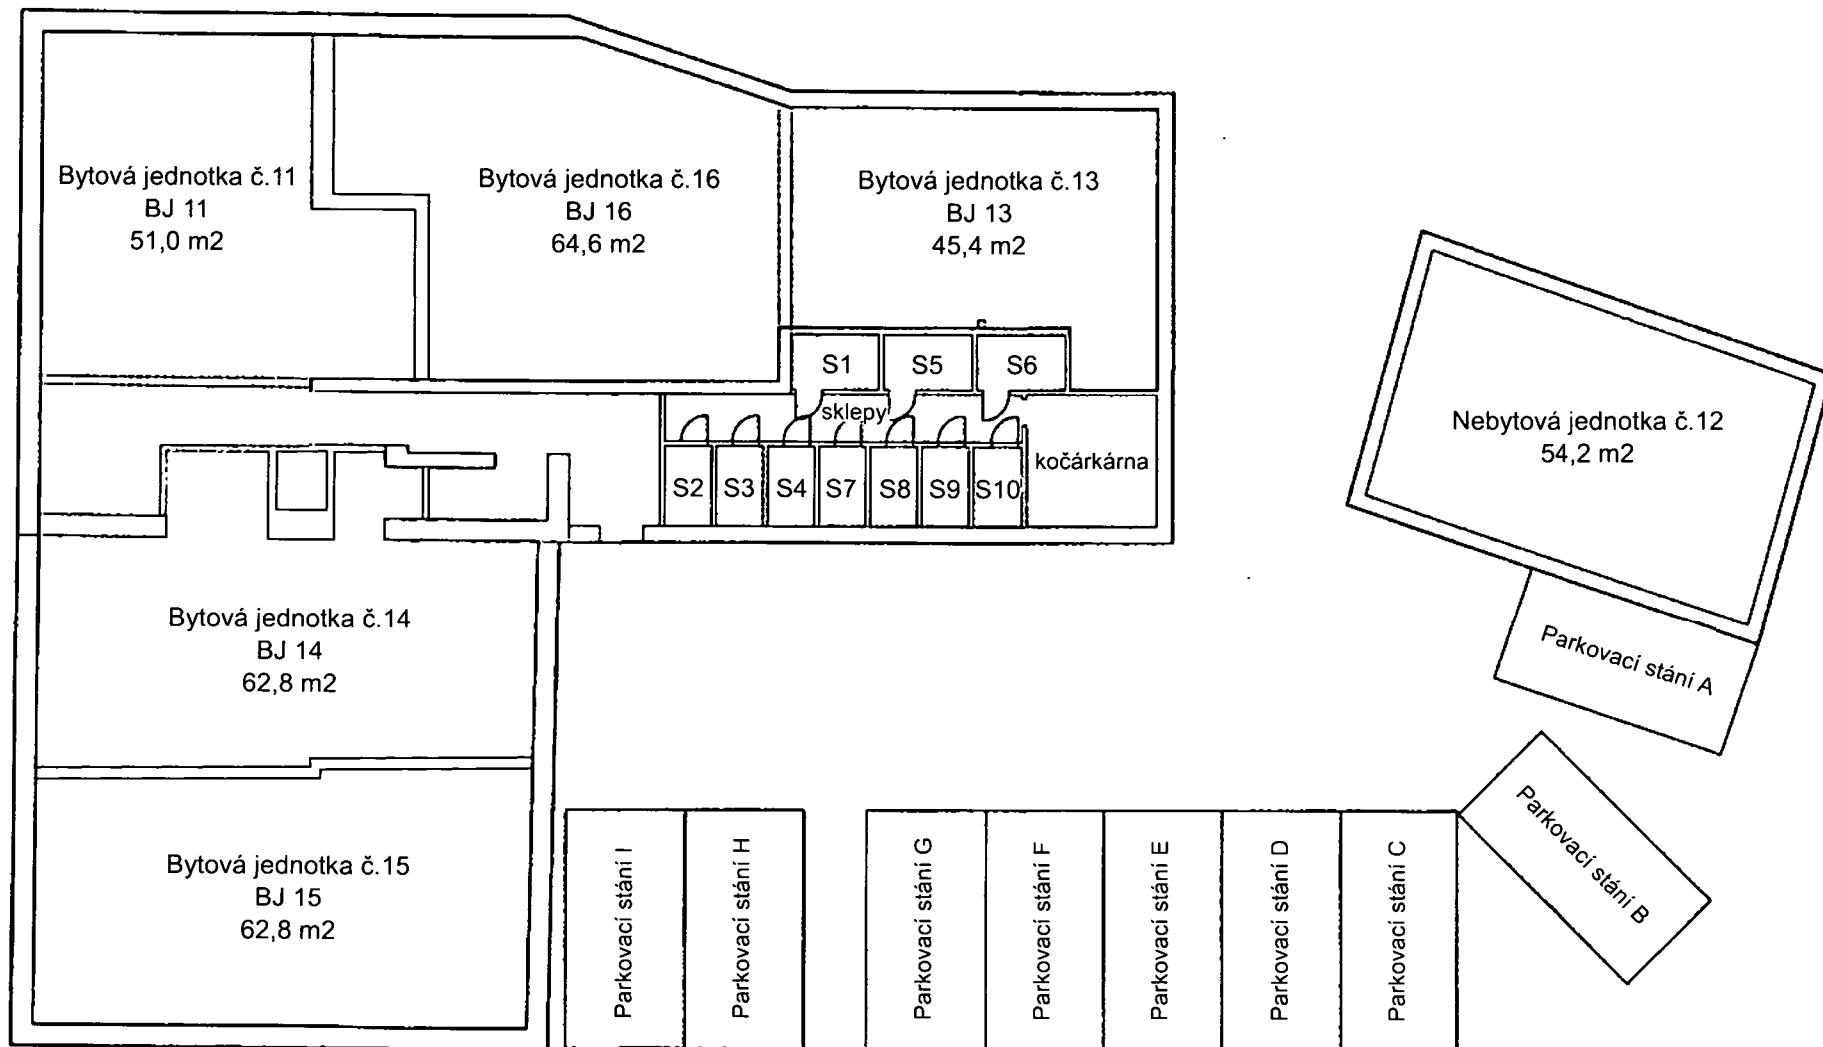 Bytová jednotka č.11
BJ 11
51,0 m2
Bytová jednotka č.16
BJ 16
64,6 m2
Bytová jednotka č.13
BJ 13
45,4 m2
S1
S5
S6
sklepy
S2
S3
S4
S7
S8
S9
S10
kočárkárna
Nebytová jednotka č.12
54,2 m2
Bytová jednotka č.14
BJ 14
62,8 m2
Parkovací stání A
Bytová jednotka č.15
BJ 15
62,8 m2
Parkovací stání I
Parkovací stání H
Parkovací stání G
Parkovací stání F
Parkovací stání E
Parkovací stání D
Parkovací stání C
Parkovací stání B